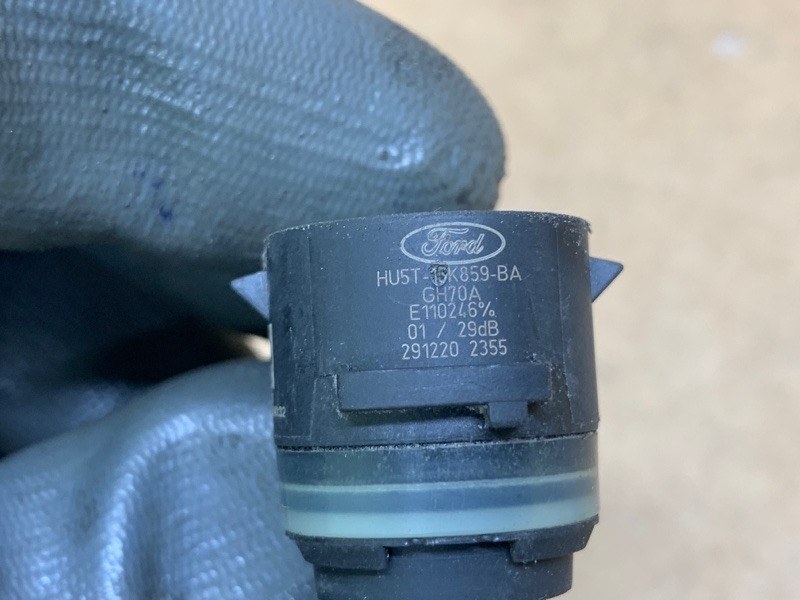 Ford
HU5T-15K859-BA
GH70A
E110246%
01 / 29dB
291220 2355